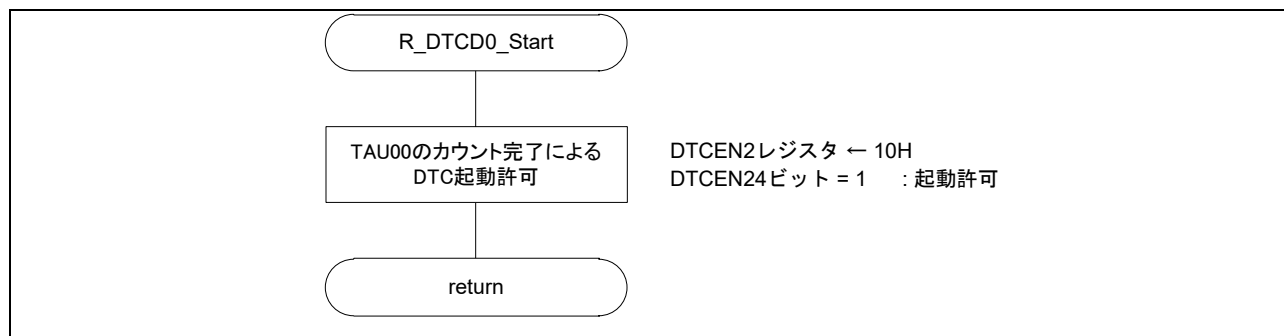 R_DTCD0_Start
TAU00のカウント完了による
DTC起動許可
DTCEN2レジスタ ← 10H
DTCEN24ビット = 1 : 起動許可
return